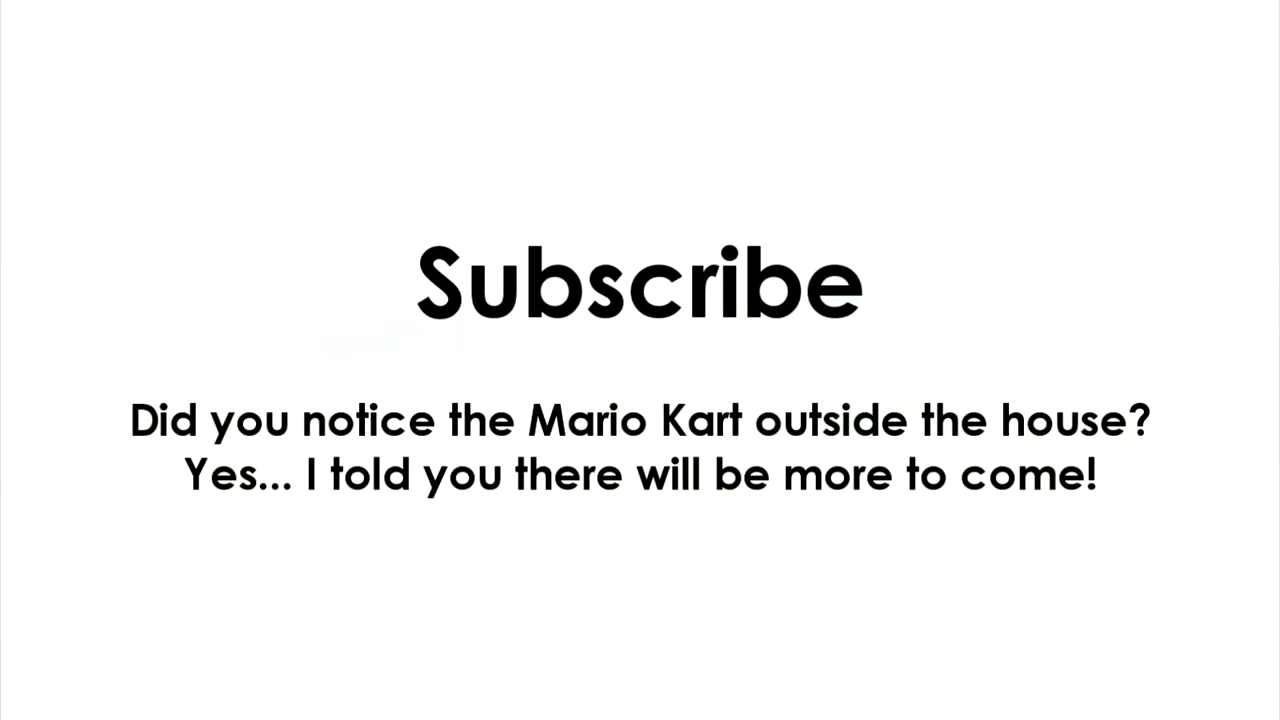 Subscribe
Did you notice the Mario Kart outside the house?
Yes... I told you there will be more to come!